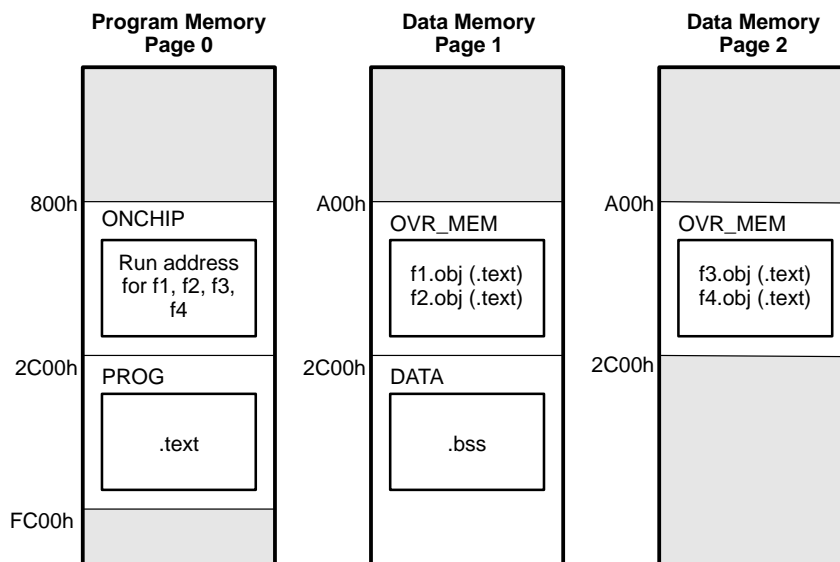 Program Memory
Page 0
Data Memory
Page 1
Data Memory
Page 2
800h
ONCHIP
Run address
for f1, f2, f3,
f4
2C00h
PROG
.text
FC00h
A00h
OVR_MEM
f1.obj (.text)
f2.obj (.text)
2C00h
DATA
.bss
A00h
OVR_MEM
f3.obj (.text)
f4.obj (.text)
2C00h